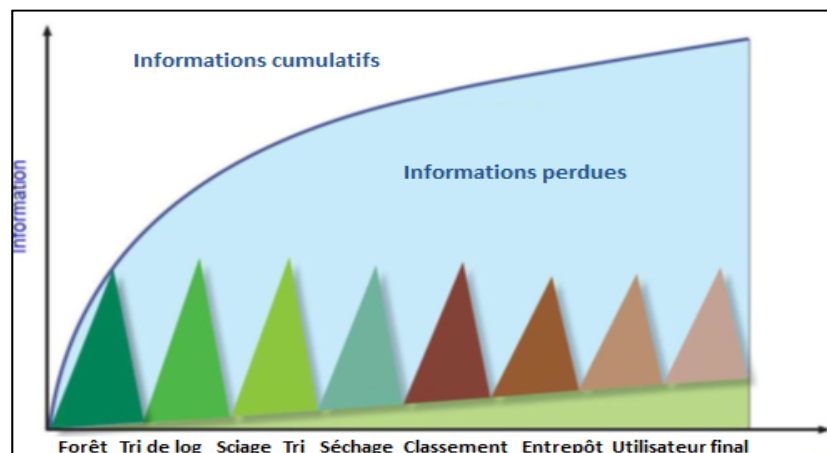 Informations cumulatifs
Informations perdues
Information
Forêt Tri de log Sciage Tri Séchage Classement Entrepôt Utilisateur final